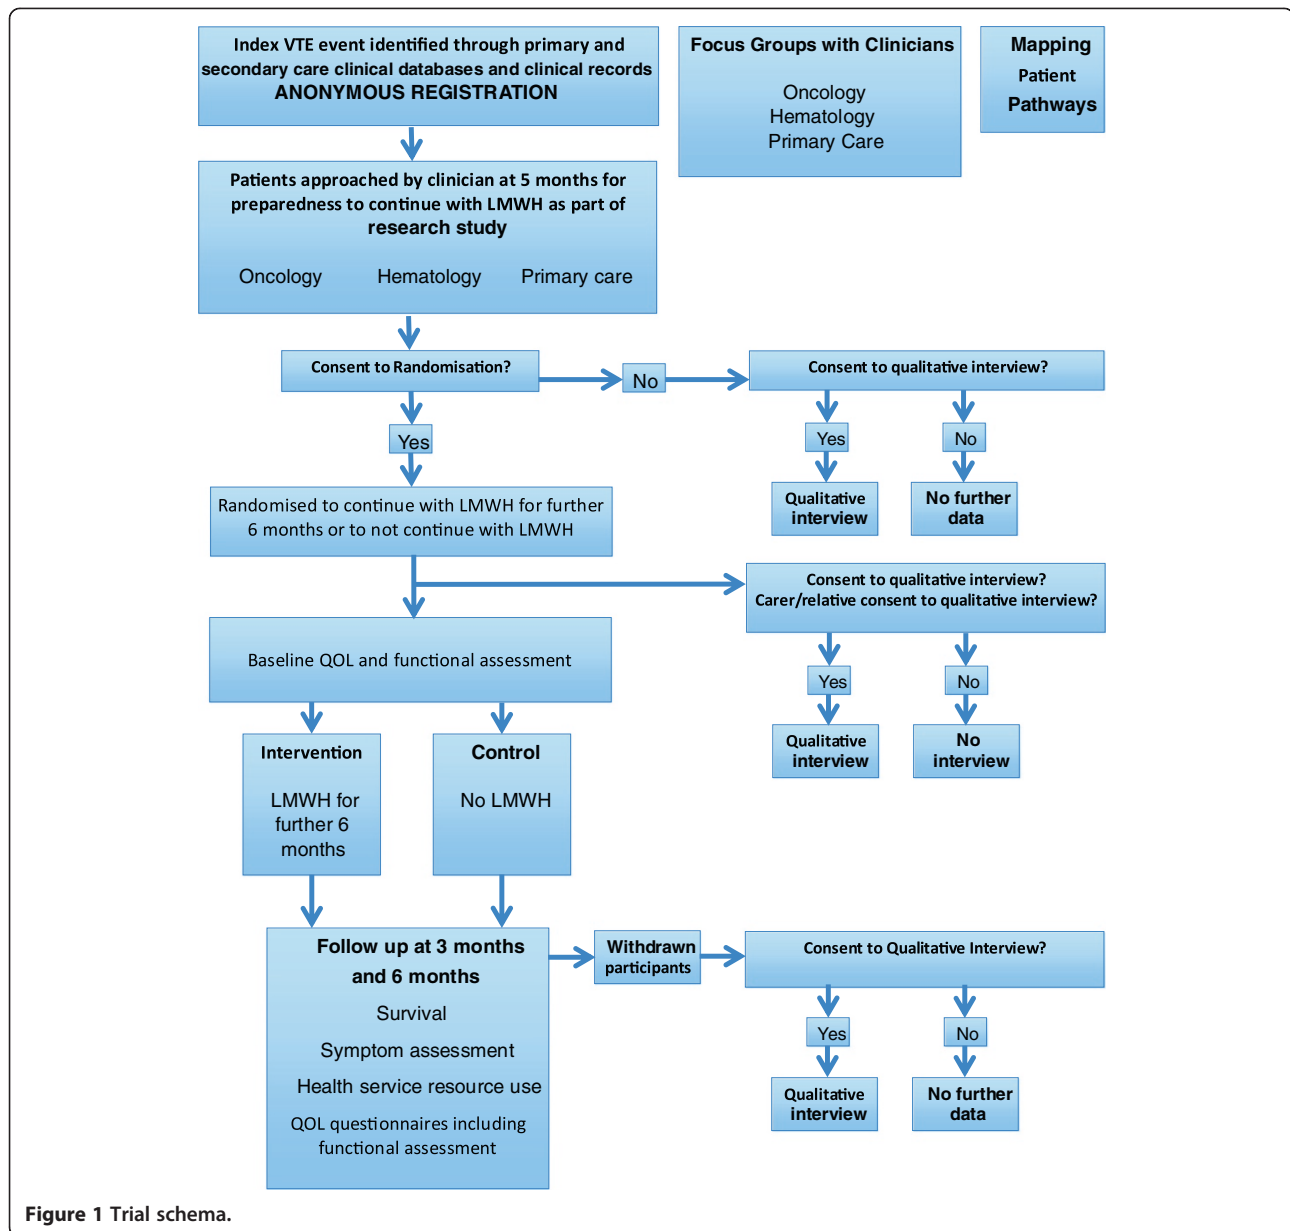 Index VTE event identified through primary and
secondary care clinical databases and clinical records
ANONYMOUS REGISTRATION
Focus Groups with Clinicians
Oncology
Hematology
Primary Care
Mapping
Patient
Pathways
Patients approached by clinician at 5 months for
preparedness to continue with LMWH as part of
research study
Oncology Hematology Primary care
Consent to Randomisation?
No
Consent to qualitative interview?
Yes
Yes
No
Qualitative
interview
No further
data
Randomised to continue with LMWH for further
6 months or to not continue with LMWH
Consent to qualitative interview?
Carer/relative consent to qualitative interview?
Baseline QOL and functional assessment
Yes
No
Qualitative
interview
No
interview
Intervention
LMWH for
further 6
months
Control
No LMWH
Follow up at 3 months
and 6 months
Survival
Symptom assessment
Health service resource use
QOL questionnaires including
functional assessment
Withdrawn
participants
Consent to Qualitative Interview?
Yes
No
Qualitative
interview
No further
data
Figure 1 Trial schema.